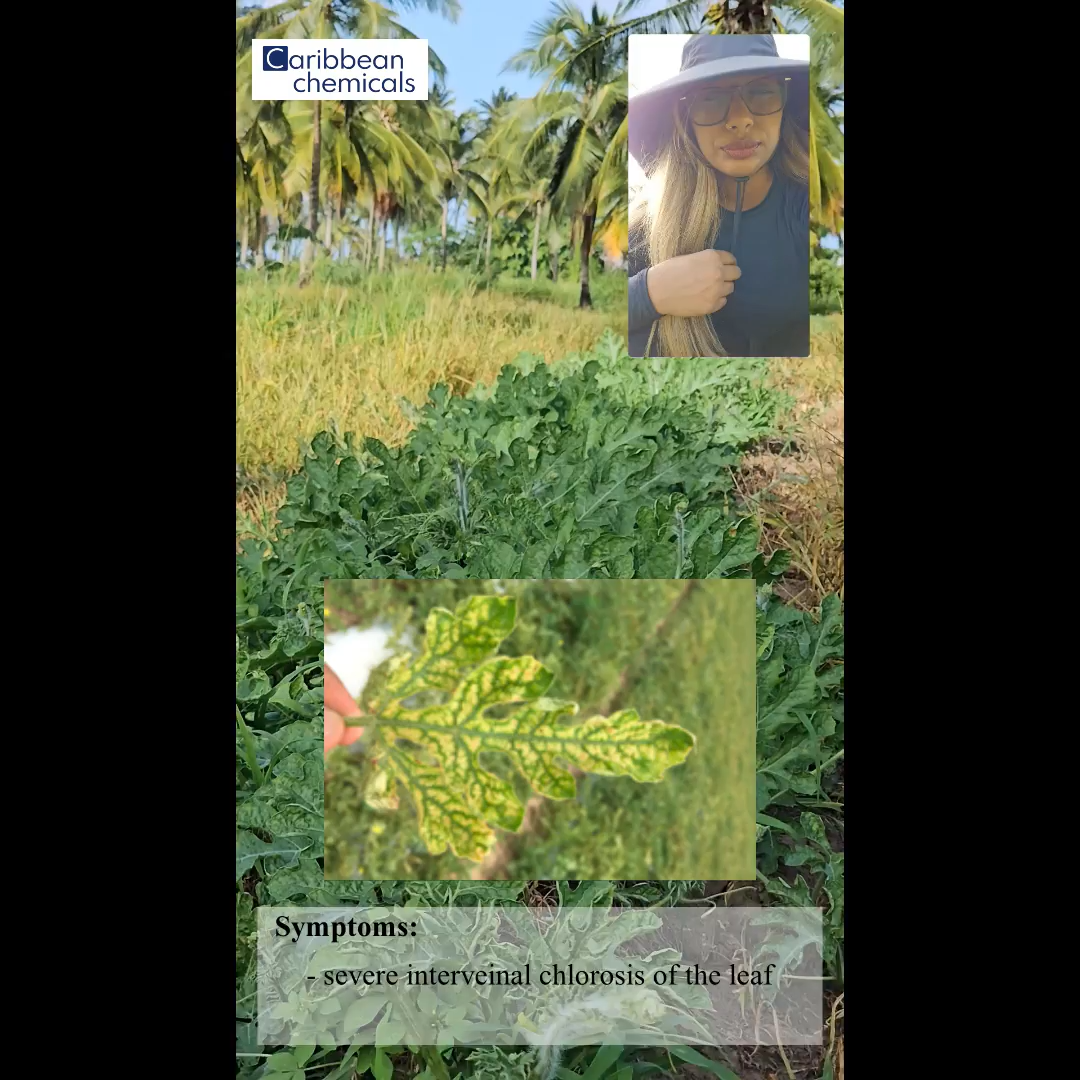 Caribbean
chemicals
Symptoms:
- severe interveinal chlorosis of the leaf